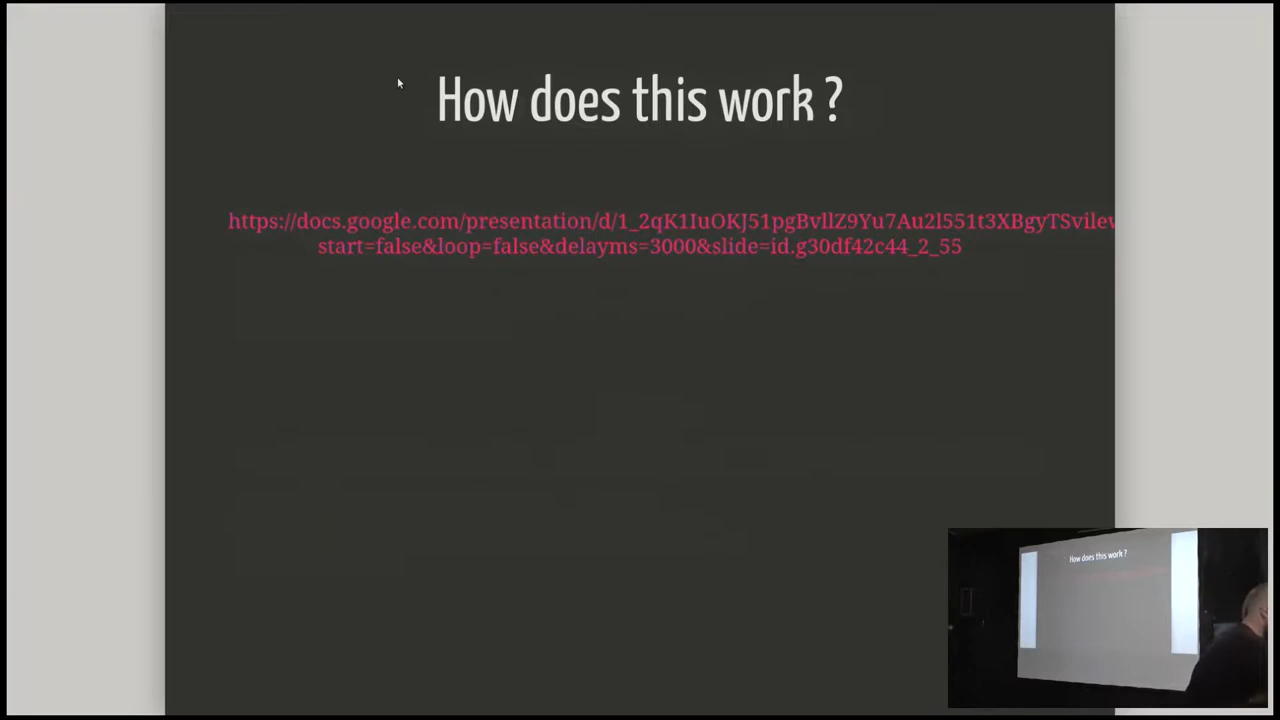 How does this work ?
https://docs.google.com/presentation/d/1_2qK1IuOKJ51pgBvllZ9Yu7Au2l551t3XBgyTSvilev
start=false&loop=false&delayms=3000&slide=id.g30df42c44_2_55
How does this work ?